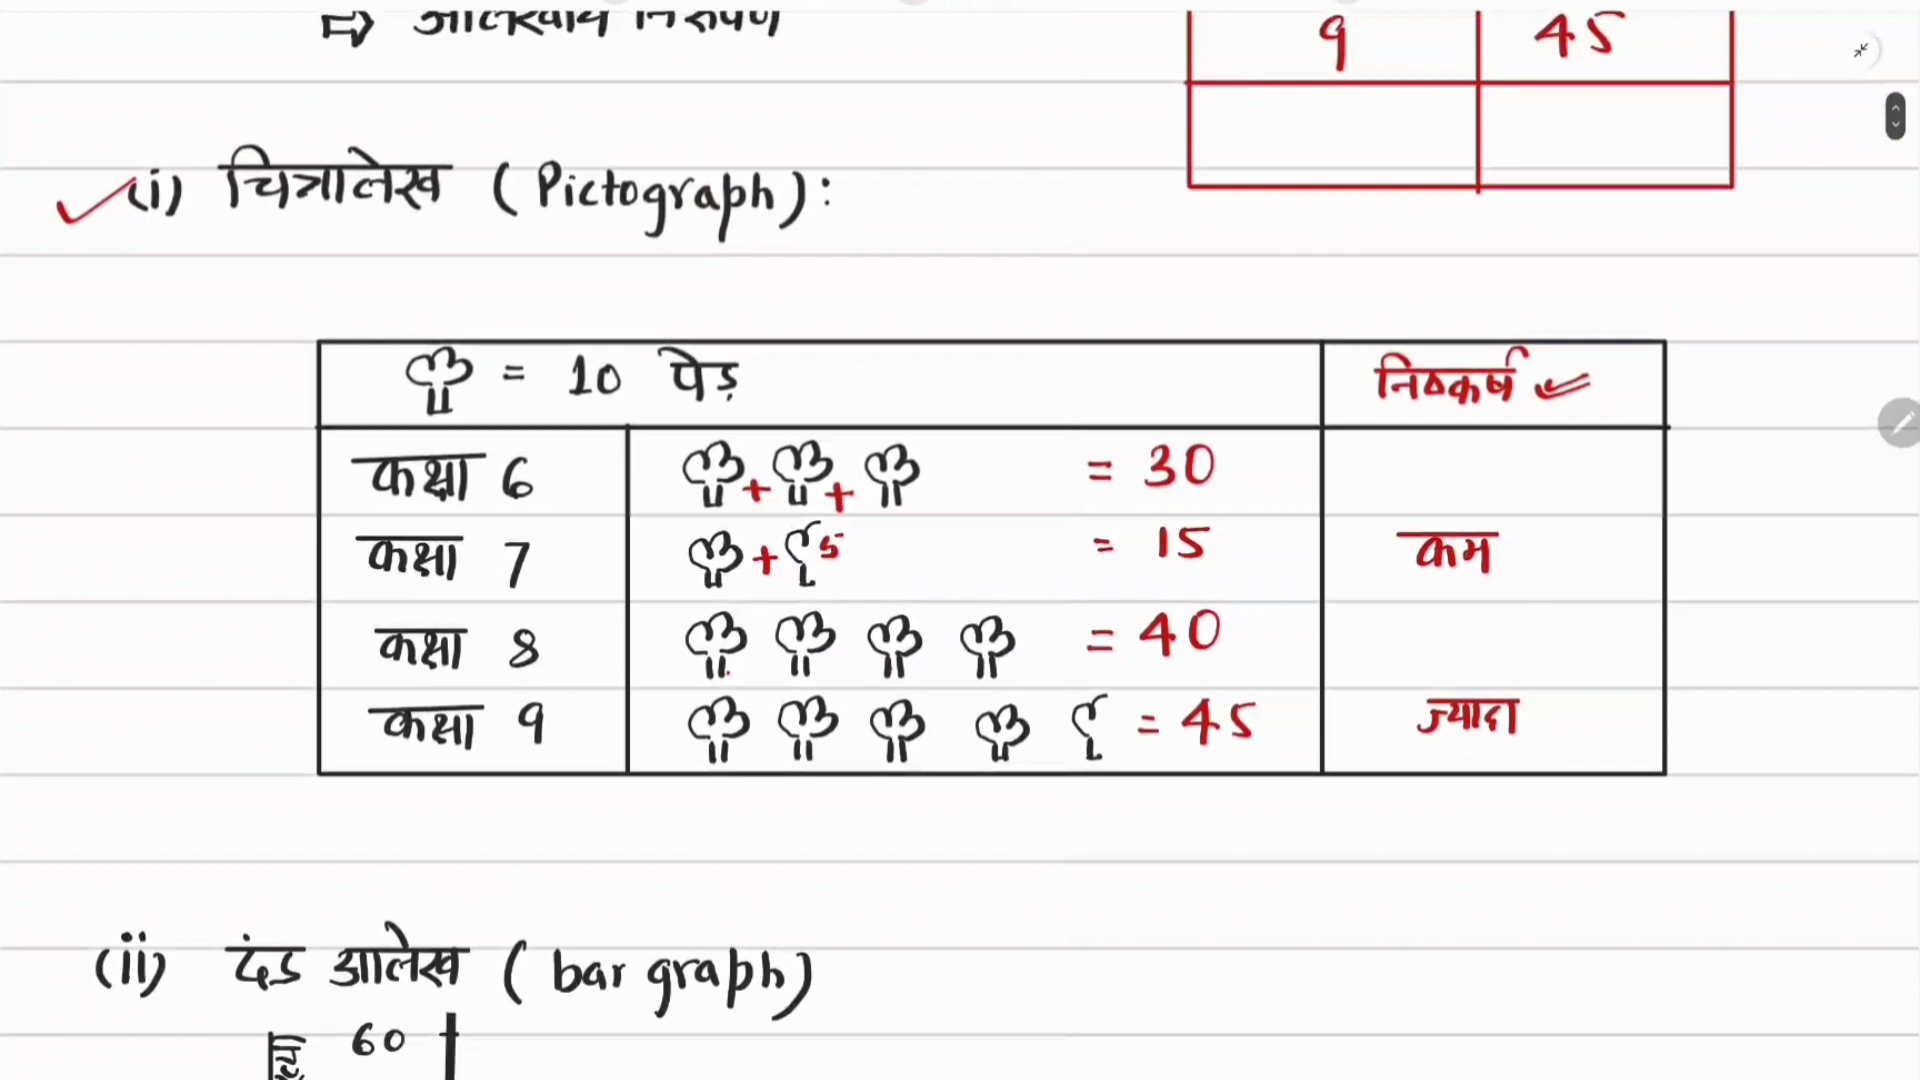 ⇨ आलेखीय निरूपण
9 45
(i) चित्रालेख ( Pictograph ) :
= 10 पेड़ निष्कर्ष
कक्षा 6 + + = 30
कक्षा 7 + 5 = 15 कम
कक्षा 8 = 40
कक्षा 9 = 45 ज्यादा
(ii) दंड आलेख ( bar graph )
60